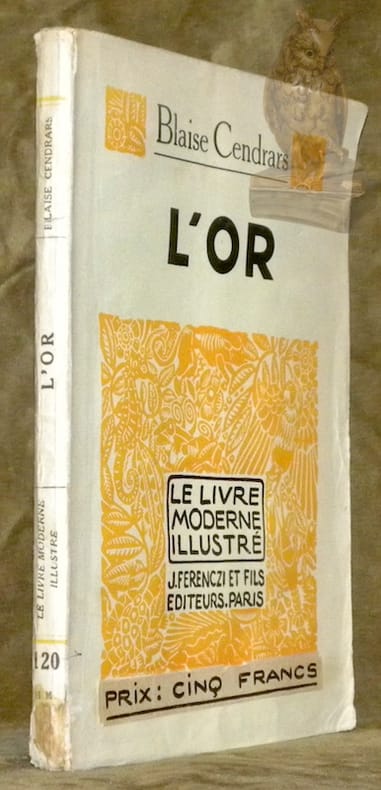 Blaise Cendrars
L'OR
LE LIVRE
MODERNE
ILLUSTRÉ
J. FERENCZI ET FILS
EDITEURS. PARIS
PRIX: CINQ FRANCS
BLAISE CENDRARS
L'OR
LE LIVRE MODERNE
ILLUSTRÉ
120